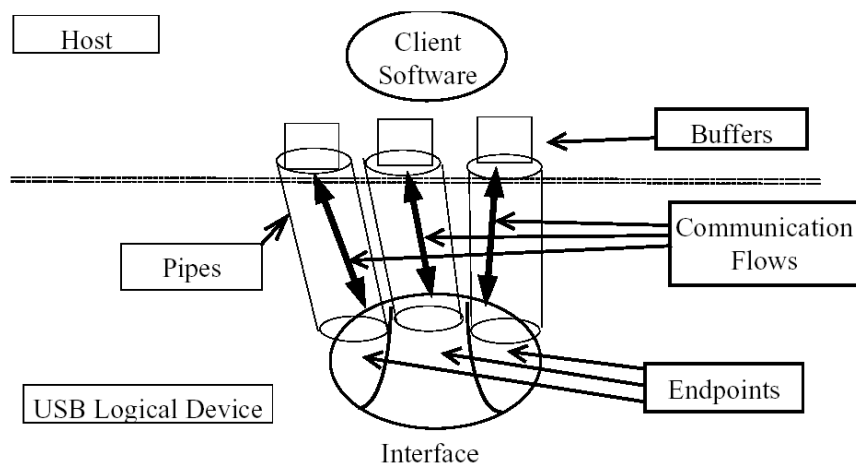 Host
Client
Software
Buffers
Communication
Flows
Pipes
Endpoints
USB Logical Device
Interface